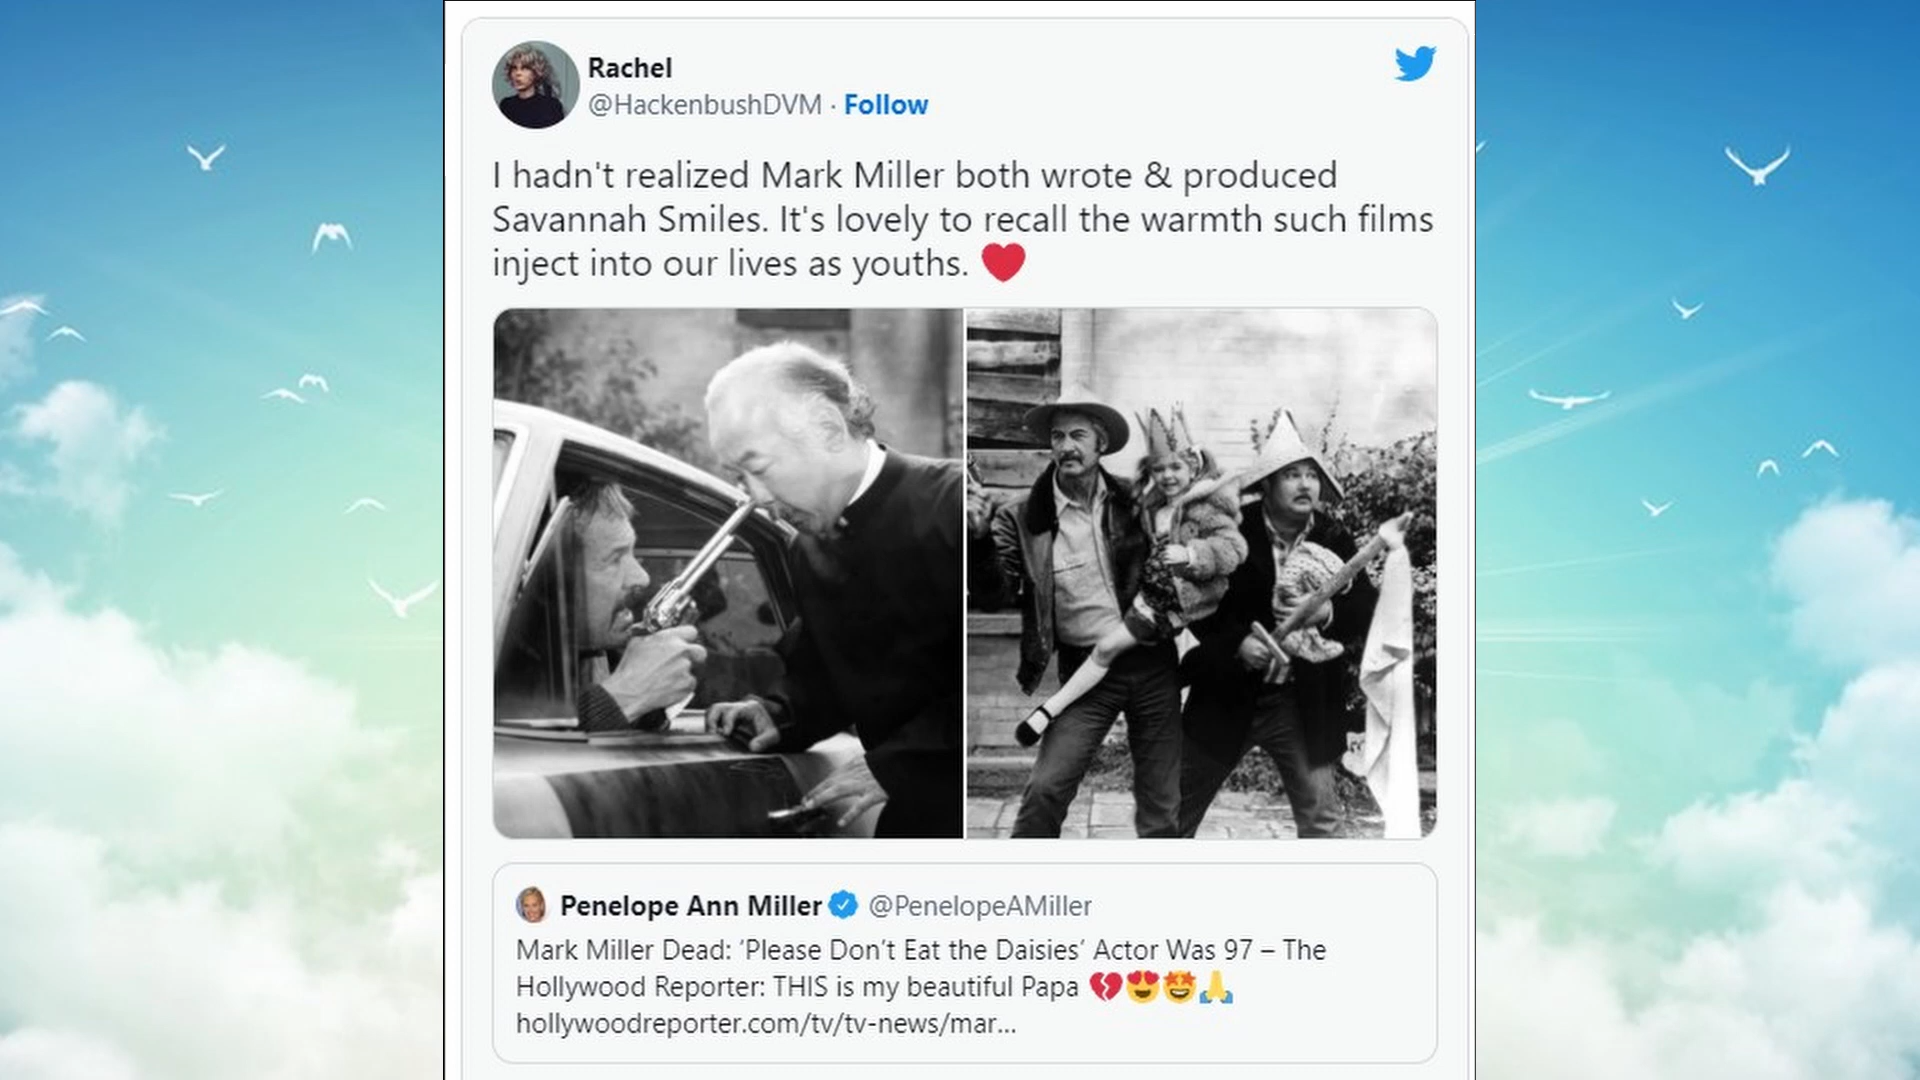 Rachel
@HackenbushDVM · Follow
I hadn't realized Mark Miller both wrote & produced
Savannah Smiles. It's lovely to recall the warmth such films
inject into our lives as youths. ❤️
Penelope Ann Miller @PenelopeAMiller
Mark Miller Dead: ‘Please Don’t Eat the Daisies’ Actor Was 97 – The
Hollywood Reporter: THIS is my beautiful Papa 💔😍🤩🙏
hollywoodreporter.com/tv/tv-news/mar...